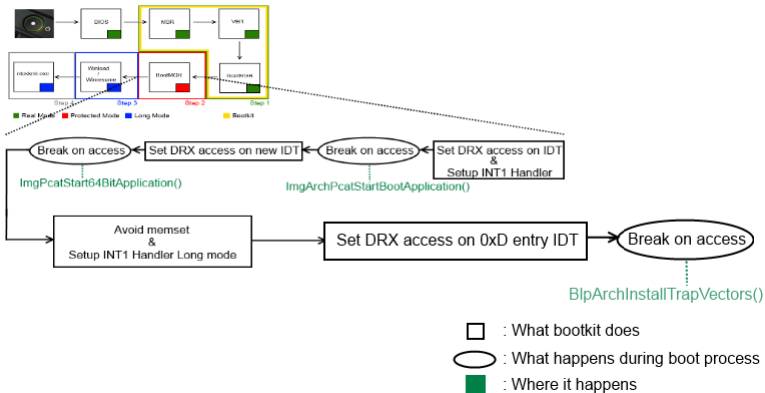 BIOS
MBR
VBR
Winload
/
Winresume
BootMGR
Step 3
Step 2
Step 1
Real Mode
Protected Mode
Long Mode
Bootkit
Break on access
Set DRX access on new IDT
Break on access
Set DRX access on IDT
&
Setup INT1 Handler
ImgPcatStart64BitApplication()
ImgArchPcatStartBootApplication()
Avoid memset
&
Setup INT1 Handler Long mode
Set DRX access on 0xD entry IDT
Break on access
BlpArchInstallTrapVectors()
: What bootkit does
: What happens during boot process
: Where it happens